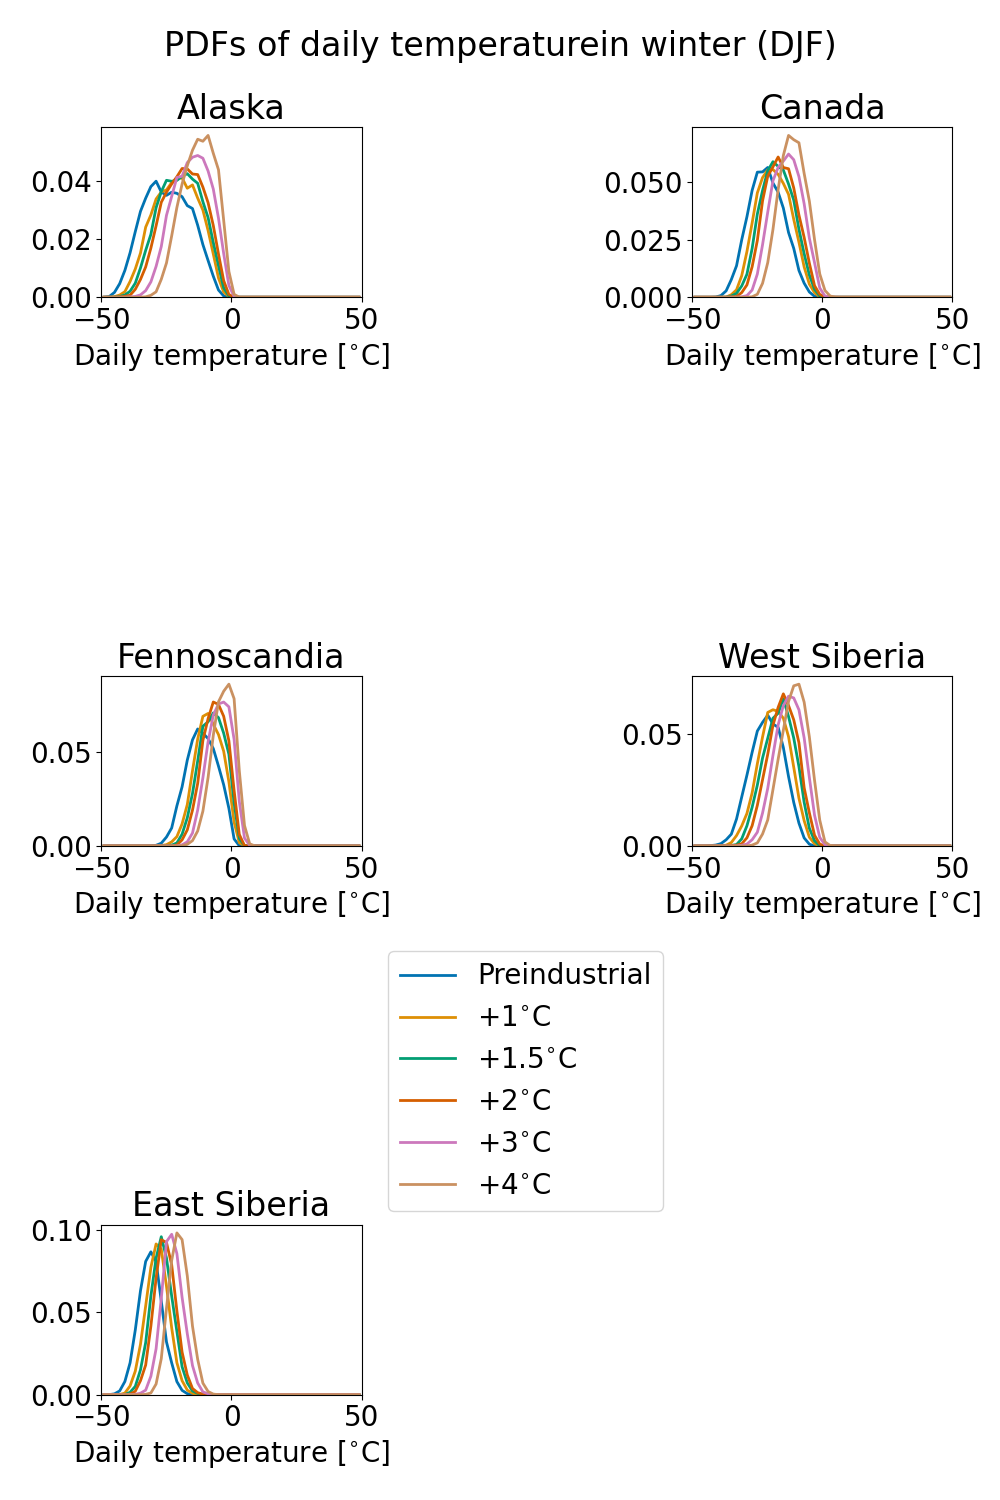 PDFs of daily temperaturein winter (DJF)
Alaska
0.04
0.02
0.00
−50 0 50
Daily temperature [°C]
Canada
0.050
0.025
0.000
−50 0 50
Daily temperature [°C]
Fennoscandia
0.05
0.00
−50 0 50
Daily temperature [°C]
West Siberia
0.05
0.00
−50 0 50
Daily temperature [°C]
Preindustrial
+1°C
+1.5°C
+2°C
+3°C
+4°C
East Siberia
0.10
0.05
0.00
−50 0 50
Daily temperature [°C]